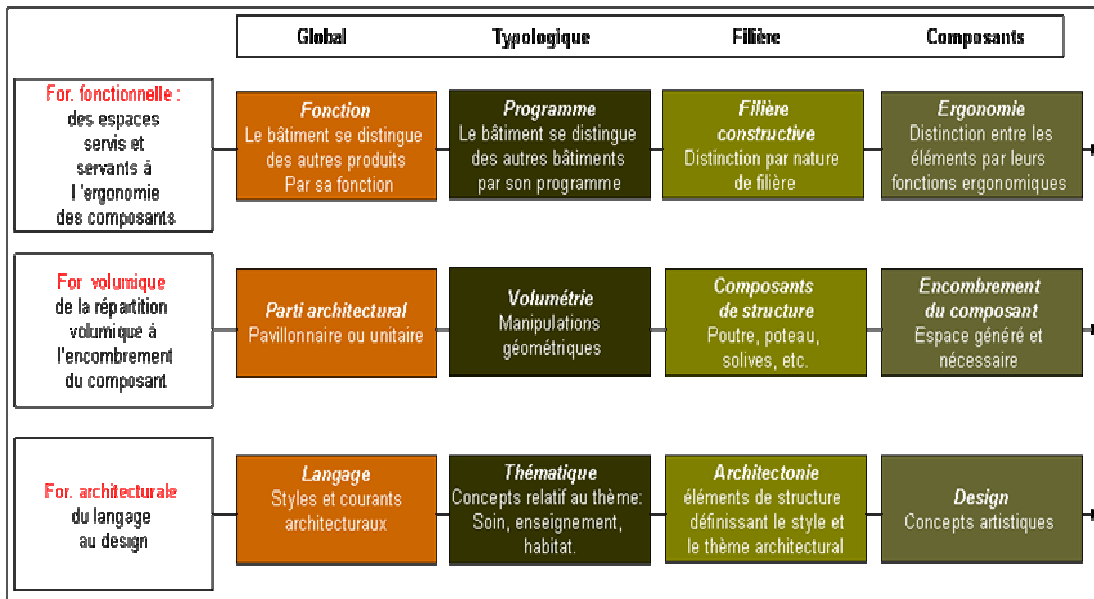 Global
Typologique
Filière
Composants
For. fonctionnelle :
des espaces
servis et
servants à
l 'ergonomie
des composants
Fonction
Le bâtiment se distingue
des autres produits
Par sa fonction
Programme
Le bâtiment se distingue
des autres bâtiments
par son programme
Filière
constructive
Distinction par nature
de filière
Ergonomie
Distinction entre les
éléments par leurs
fonctions ergonomiques
For volumique
de la répartition
volumique à
l'encombrement
du composant
Parti architectural
Pavillonnaire ou unitaire
Volumétrie
Manipulations
géométriques
Composants
de structure
Poutre, poteau,
solives, etc.
Encombrement
du composant
Espace généré et
nécessaire
For. architecturale
du langage
au design
Langage
Styles et courants
architecturaux
Thématique
Concepts relatif au thème:
Soin, enseignement,
habitat.
Architectonie
éléments de structure
définissant le style et
le thème architectural
Design
Concepts artistiques